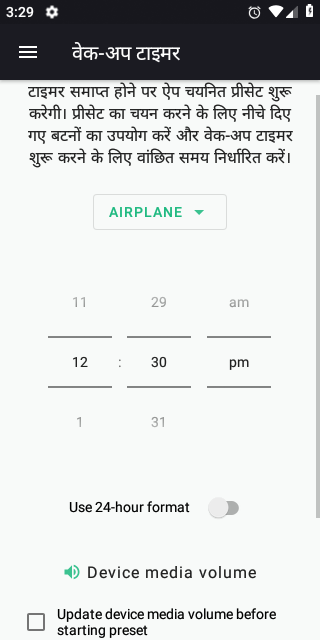 3:29
वेक-अप टाइमर
टाइमर समाप्त होने पर ऐप चयनित प्रीसेट शुरू
करेगी। प्रीसेट का चयन करने के लिए नीचे दिए
गए बटनों का उपयोग करें और वेक-अप टाइमर
शुरू करने के लिए वांछित समय निर्धारित करें।
AIRPLANE
11 29 am
12 : 30 pm
1 31
Use 24-hour format
Device media volume
Update device media volume before
starting preset